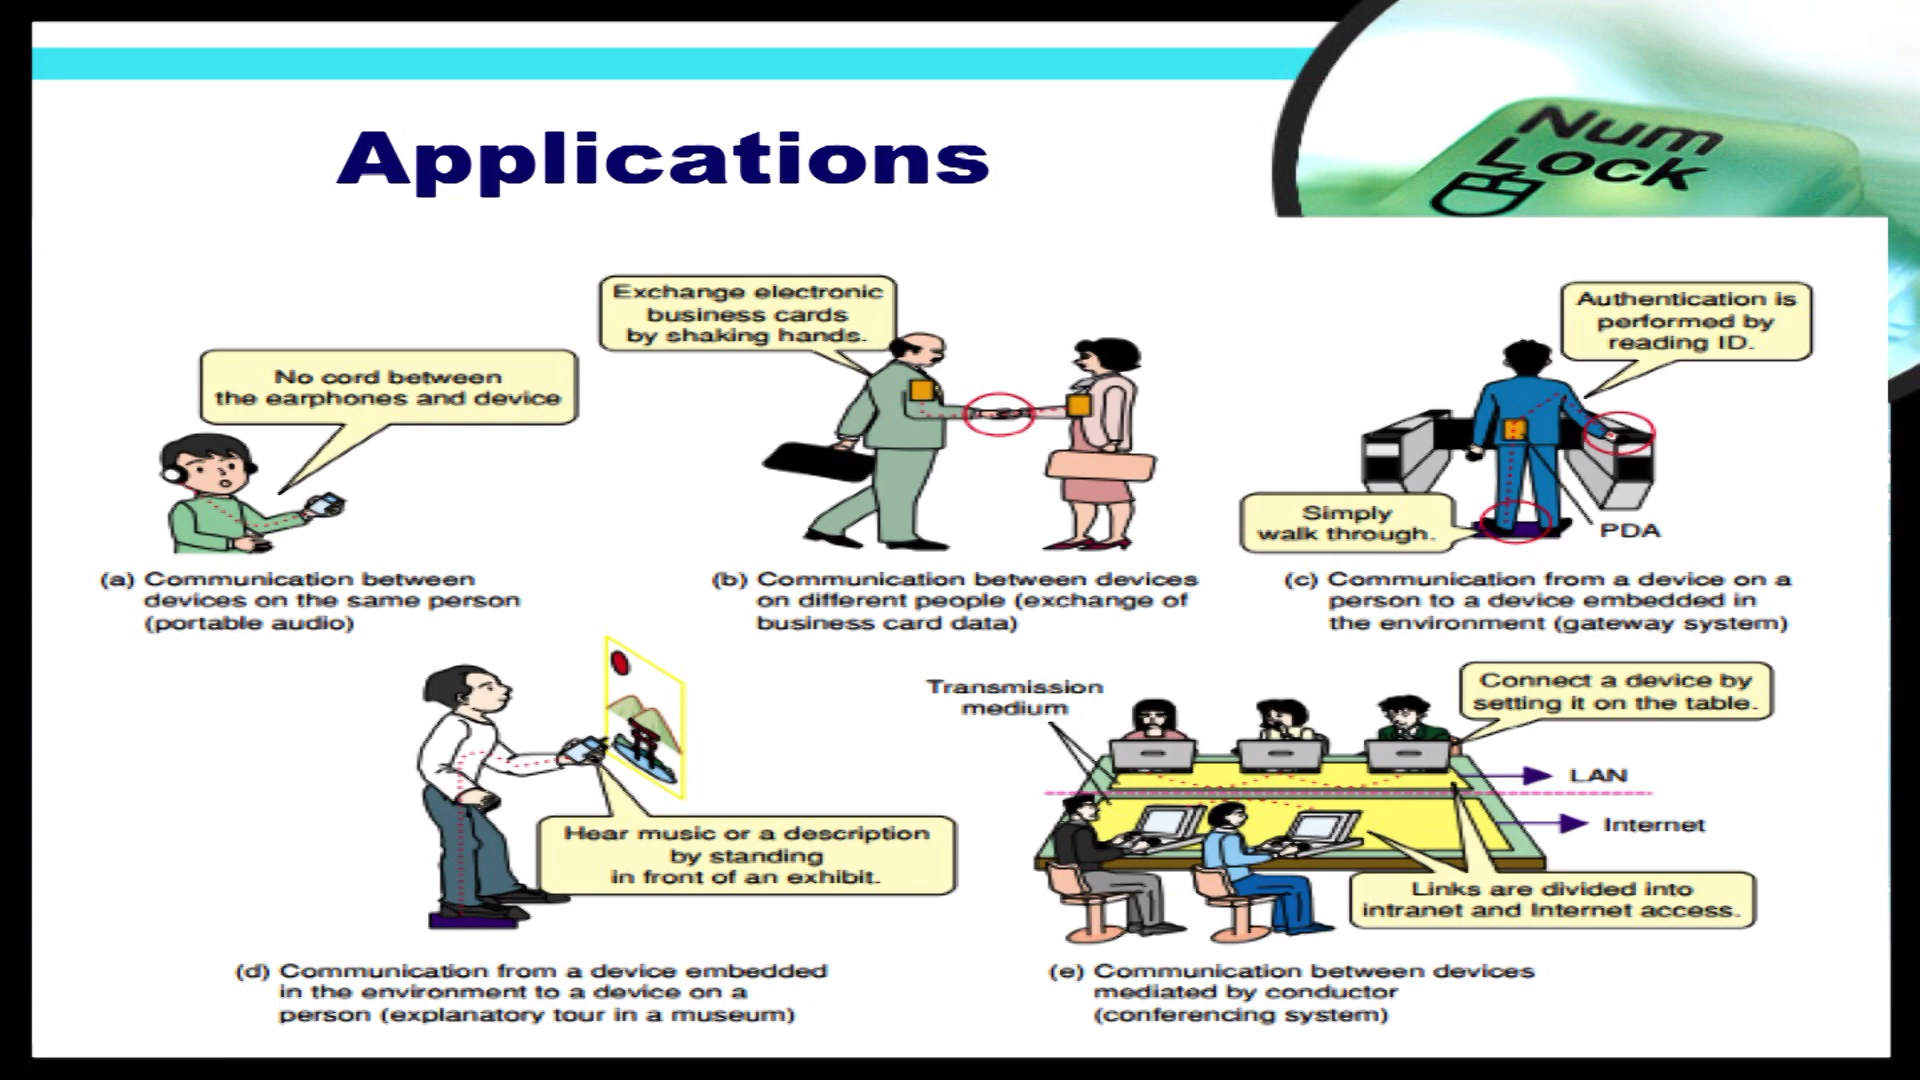 Num
Lock
Applications
Exchange electronic
business cards
by shaking hands.
Authentication is
performed by
reading ID.
No cord between
the earphones and device
Simply
walk through.
PDA
(a) Communication between
devices on the same person
(portable audio)
(b) Communication between devices
on different people (exchange of
business card data)
(c) Communication from a device on a
person to a device embedded in
the environment (gateway system)
Transmission
medium
Connect a device by
setting it on the table.
LAN
Internet
Hear music or a description
by standing
in front of an exhibit.
Links are divided into
intranet and Internet access.
(d) Communication from a device embedded
in the environment to a device on a
person (explanatory tour in a museum)
(e) Communication between devices
mediated by conductor
(conferencing system)